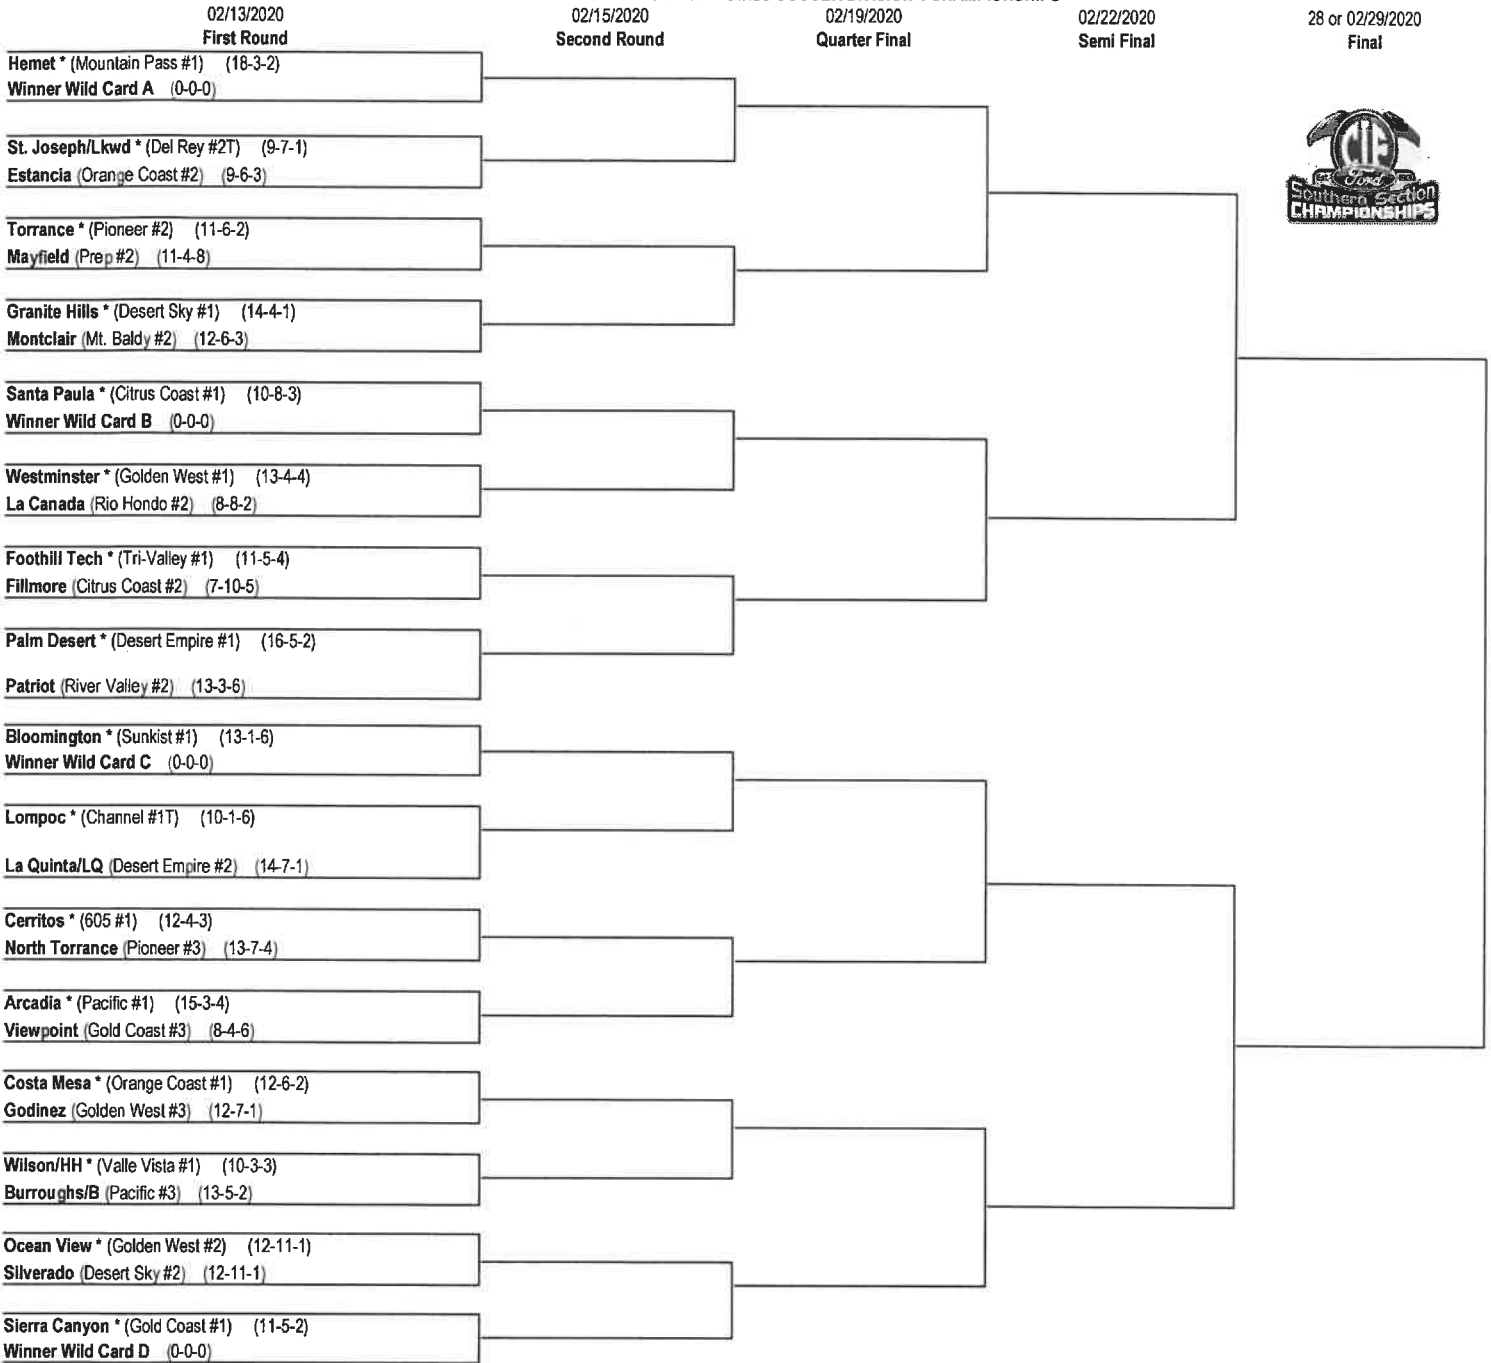 02/13/2020
First Round
02/15/2020
Second Round
02/19/2020
Quarter Final
02/22/2020
Semi Final
28 or 02/29/2020
Final
Hemet * (Mountain Pass #1) (18-3-2)
Winner Wild Card A (0-0-0)
St. Joseph/Lkwd * (Del Rey #2T) (9-7-1)
Estancia (Orange Coast #2) (9-6-3)
Torrance * (Pioneer #2) (11-6-2)
Mayfield (Prep #2) (11-4-8)
Granite Hills * (Desert Sky #1) (14-4-1)
Montclair (Mt. Baldy #2) (12-6-3)
Santa Paula * (Citrus Coast #1) (10-8-3)
Winner Wild Card B (0-0-0)
Westminster * (Golden West #1) (13-4-4)
La Canada (Rio Hondo #2) (8-8-2)
Foothill Tech * (Tri-Valley #1) (11-5-4)
Fillmore (Citrus Coast #2) (7-10-5)
Palm Desert * (Desert Empire #1) (16-5-2)
Patriot (River Valley #2) (13-3-6)
Bloomington * (Sunkist #1) (13-1-6)
Winner Wild Card C (0-0-0)
Lompoc * (Channel #1T) (10-1-6)
La Quinta/LQ (Desert Empire #2) (14-7-1)
Cerritos * (605 #1) (12-4-3)
North Torrance (Pioneer #3) (13-7-4)
Arcadia * (Pacific #1) (15-3-4)
Viewpoint (Gold Coast #3) (8-4-6)
Costa Mesa * (Orange Coast #1) (12-6-2)
Godinez (Golden West #3) (12-7-1)
Wilson/HH * (Valle Vista #1) (10-3-3)
Burroughs/B (Pacific #3) (13-5-2)
Ocean View * (Golden West #2) (12-11-1)
Silverado (Desert Sky #2) (12-11-1)
Sierra Canyon * (Gold Coast #1) (11-5-2)
Winner Wild Card D (0-0-0)
CIF
Ford
Southern Section
CHAMPIONSHIPS